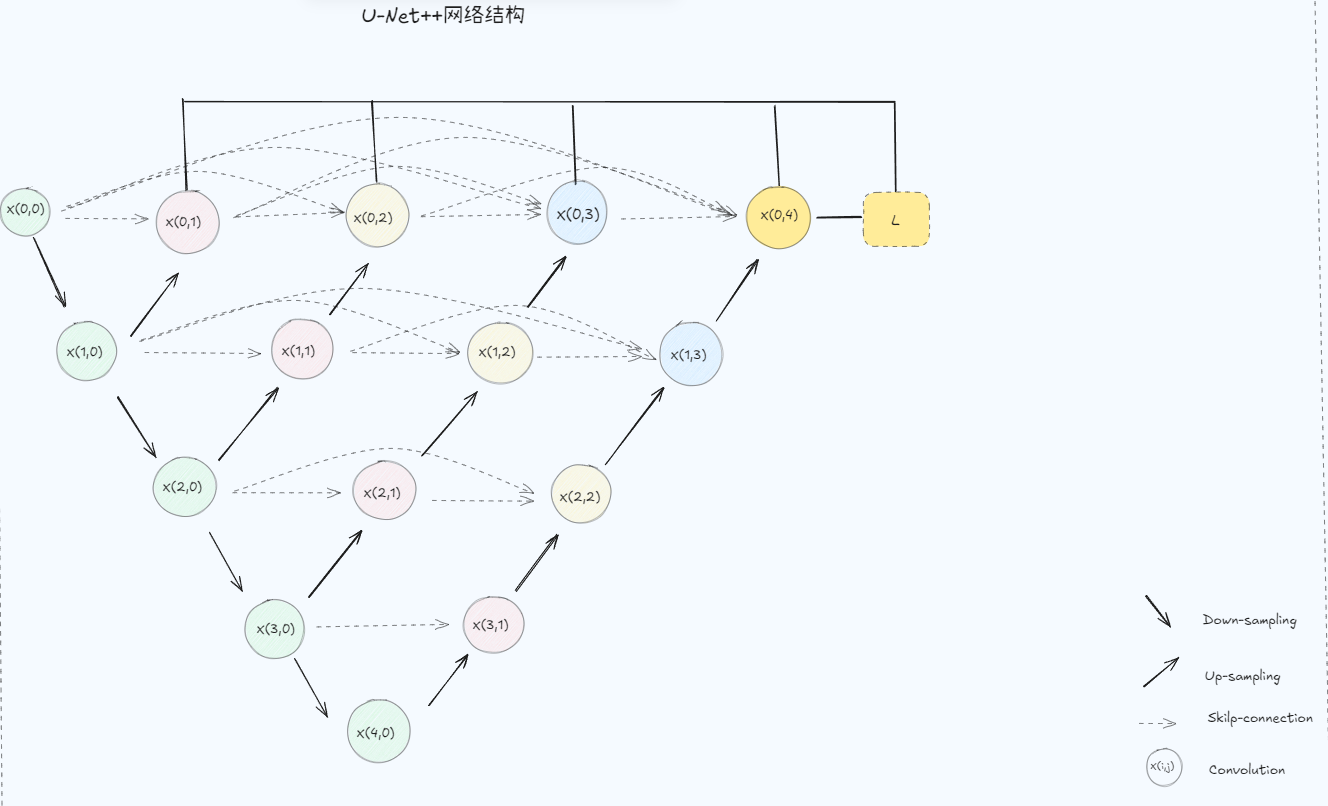 U-Net++网络结构
x(0,0)
x(0,1)
x(0,2)
x(0,3)
x(0,4)
L
x(1,0)
x(1,1)
x(1,2)
x(1,3)
x(2,0)
x(2,1)
x(2,2)
x(3,0)
x(3,1)
x(4,0)
Down-sampling
Up-sampling
Skilp-connection
x(i,j)
Convolution